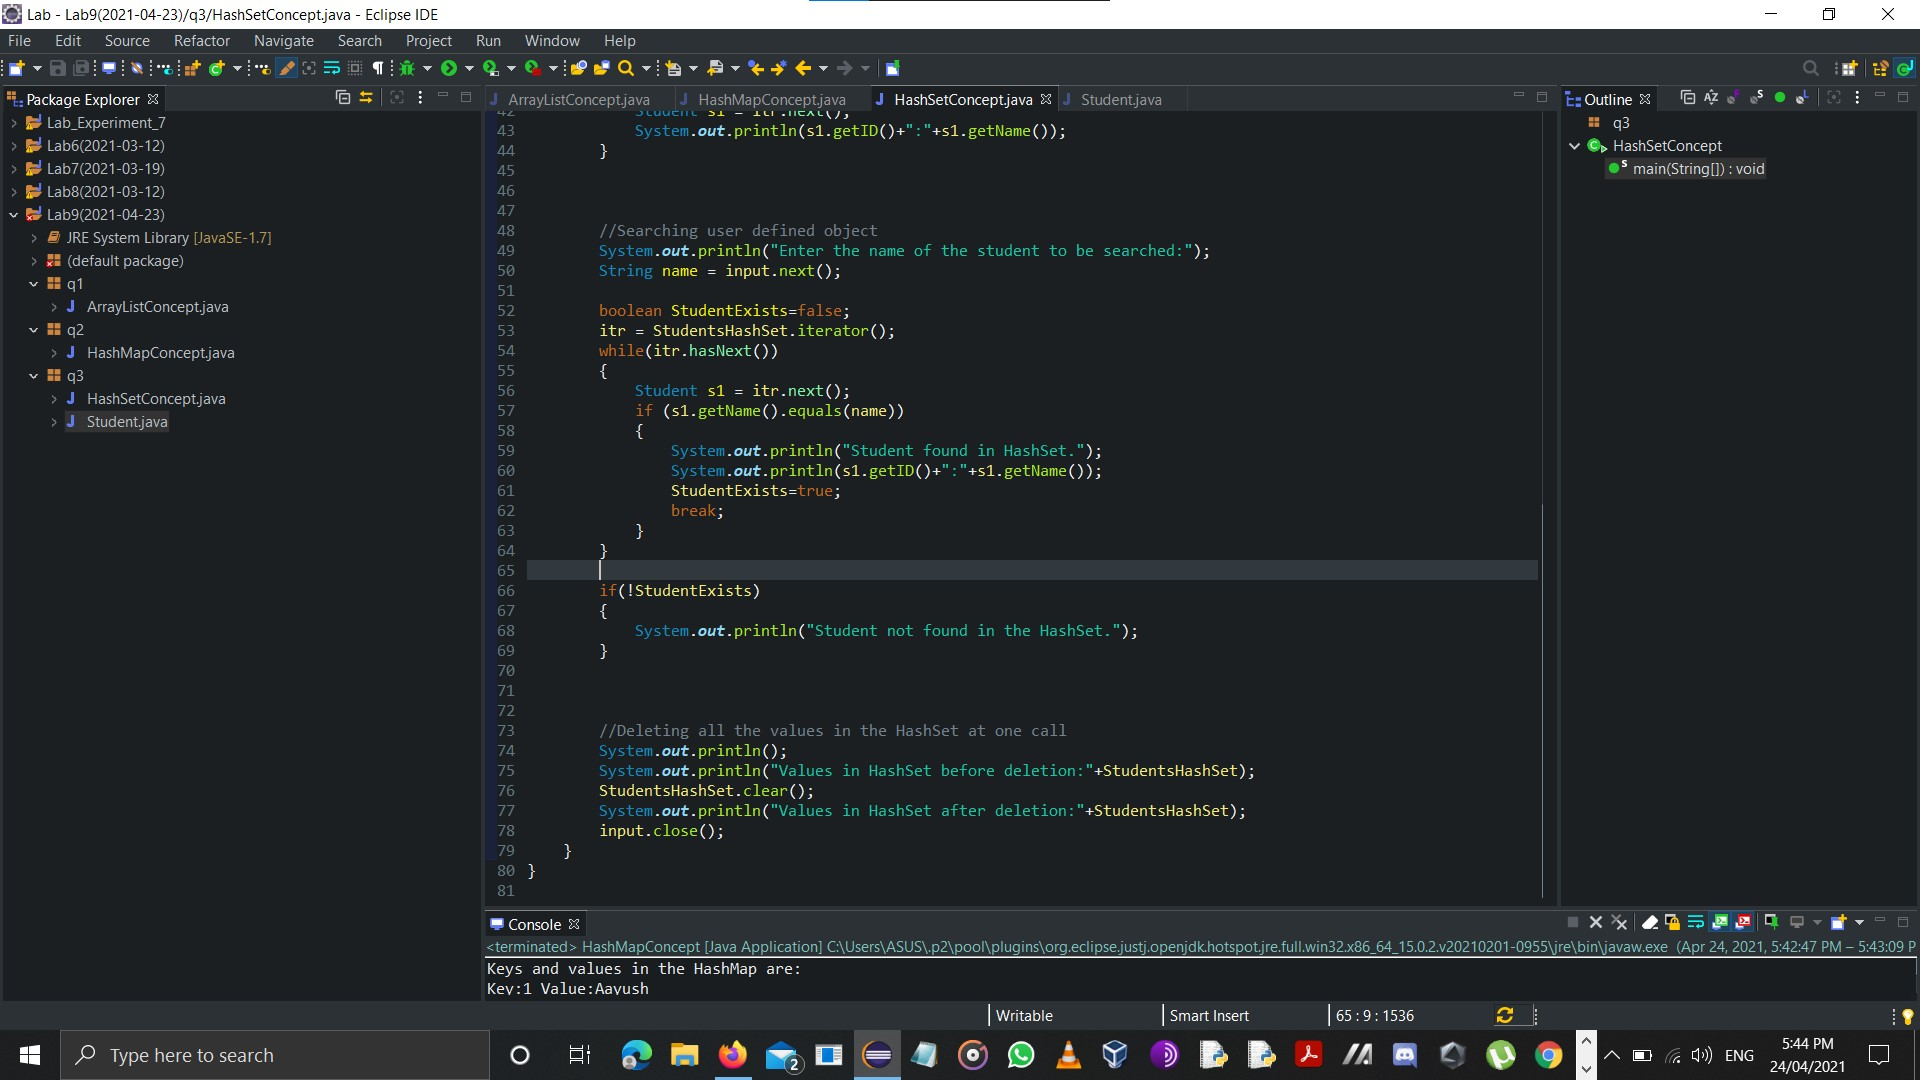 Lab - Lab9(2021-04-23)/q3/HashSetConcept.java - Eclipse IDE
File Edit Source Refactor Navigate Search Project Run Window Help
Package Explorer
Lab_Experiment_7
Lab6(2021-03-12)
Lab7(2021-03-19)
Lab8(2021-03-12)
Lab9(2021-04-23)
JRE System Library [JavaSE-1.7]
(default package)
q1
ArrayListConcept.java
q2
HashMapConcept.java
q3
HashSetConcept.java
Student.java
ArrayListConcept.java HashMapConcept.java HashSetConcept.java Student.java
42 Student s1 = itr.next();
43 System.out.println(s1.getID()+":"+s1.getName());
44 }
45
46
47
48 //Searching user defined object
49 System.out.println("Enter the name of the student to be searched:");
50 String name = input.next();
51
52 boolean StudentExists=false;
53 itr = StudentsHashSet.iterator();
54 while(itr.hasNext())
55 {
56 Student s1 = itr.next();
57 if (s1.getName().equals(name))
58 {
59 System.out.println("Student found in HashSet.");
60 System.out.println(s1.getID()+":"+s1.getName());
61 StudentExists=true;
62 break;
63 }
64 }
65
66 if(!StudentExists)
67 {
68 System.out.println("Student not found in the HashSet.");
69 }
70
71
72
73 //Deleting all the values in the HashSet at one call
74 System.out.println();
75 System.out.println("Values in HashSet before deletion:"+StudentsHashSet);
76 StudentsHashSet.clear();
77 System.out.println("Values in HashSet after deletion:"+StudentsHashSet);
78 input.close();
79 }
80 }
81
Outline
q3
HashSetConcept
main(String[]) : void
Console
<terminated> HashMapConcept [Java Application] C:\Users\ASUS\.p2\pool\plugins\org.eclipse.justj.openjdk.hotspot.jre.full.win32.x86_64_15.0.2.v20210201-0955\jre\bin\javaw.exe (Apr 24, 2021, 5:42:47 PM – 5:43:09 P
Keys and values in the HashMap are:
Key:1 Value:Aayush
Writable Smart Insert 65 : 9 : 1536
Type here to search
2
ENG
5:44 PM
24/04/2021